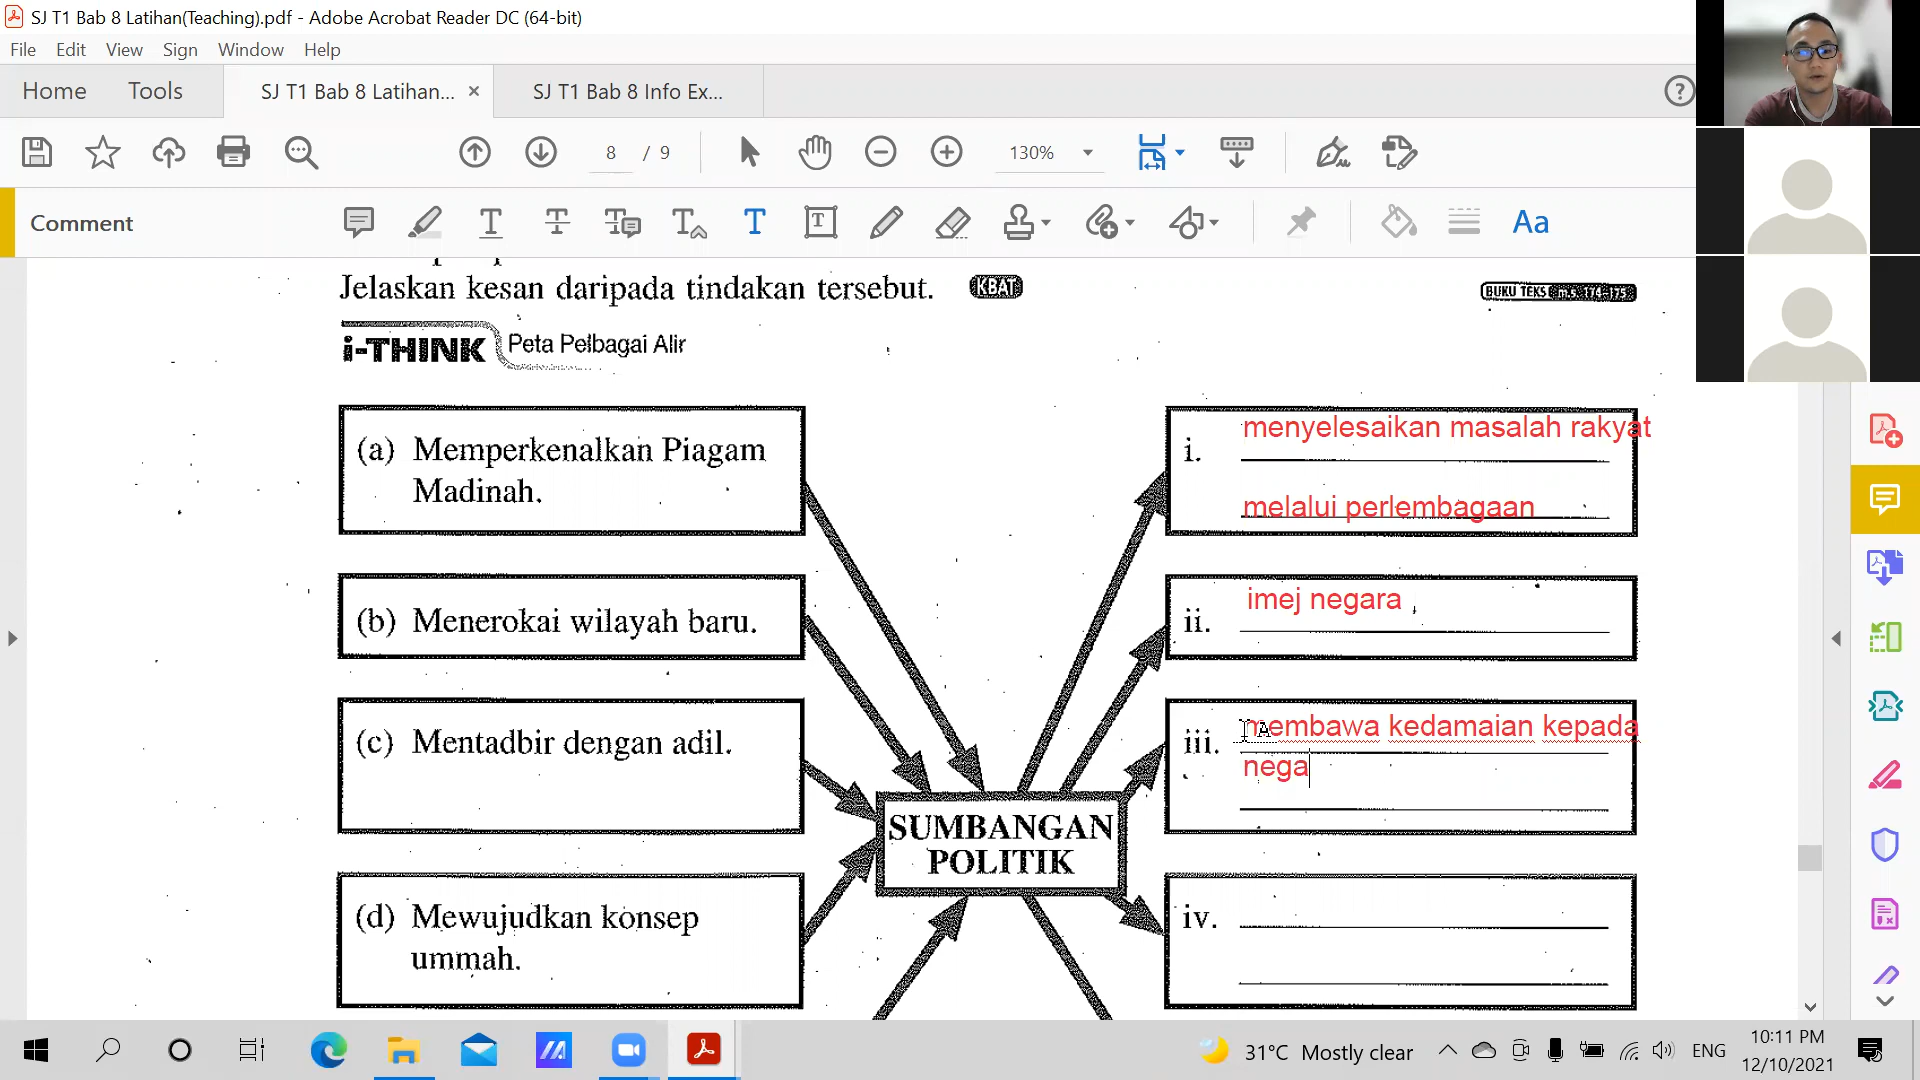 SJ T1 Bab 8 Latihan(Teaching).pdf - Adobe Acrobat Reader DC (64-bit)
File Edit View Sign Window Help
Home Tools SJ T1 Bab 8 Latihan... × SJ T1 Bab 8 Info Ex...
8 / 9 130%
Comment
Jelaskan kesan daripada tindakan tersebut. KBAT
BUKU TEKS m.s. 174-175
i-THINK Peta Pelbagai Alir
(a) Memperkenalkan Piagam
Madinah.
i. menyelesaikan masalah rakyat
melalui perlembagaan
(b) Menerokai wilayah baru.
ii. imej negara
(c) Mentadbir dengan adil.
iii. membawa kedamaian kepada
nega
SUMBANGAN
POLITIK
(d) Mewujudkan konsep
ummah.
iv.
31°C Mostly clear
ENG
10:11 PM
12/10/2021